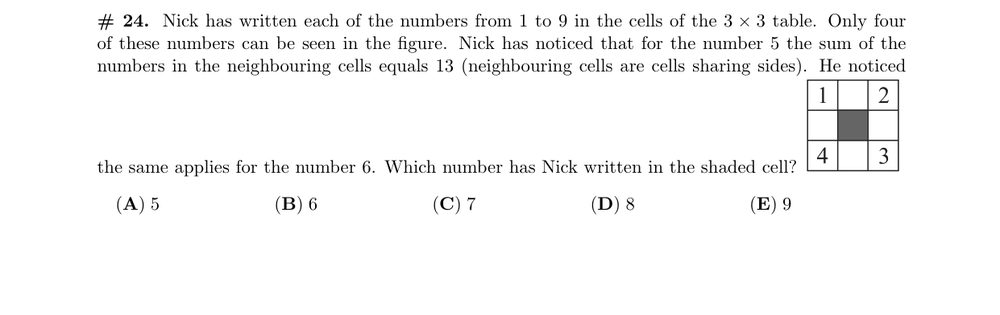 # 24. Nick has written each of the numbers from 1 to 9 in the cells of the 3 × 3 table. Only four
of these numbers can be seen in the figure. Nick has noticed that for the number 5 the sum of the
numbers in the neighbouring cells equals 13 (neighbouring cells are cells sharing sides). He noticed
1 2
4 3
the same applies for the number 6. Which number has Nick written in the shaded cell?
(A) 5 (B) 6 (C) 7 (D) 8 (E) 9